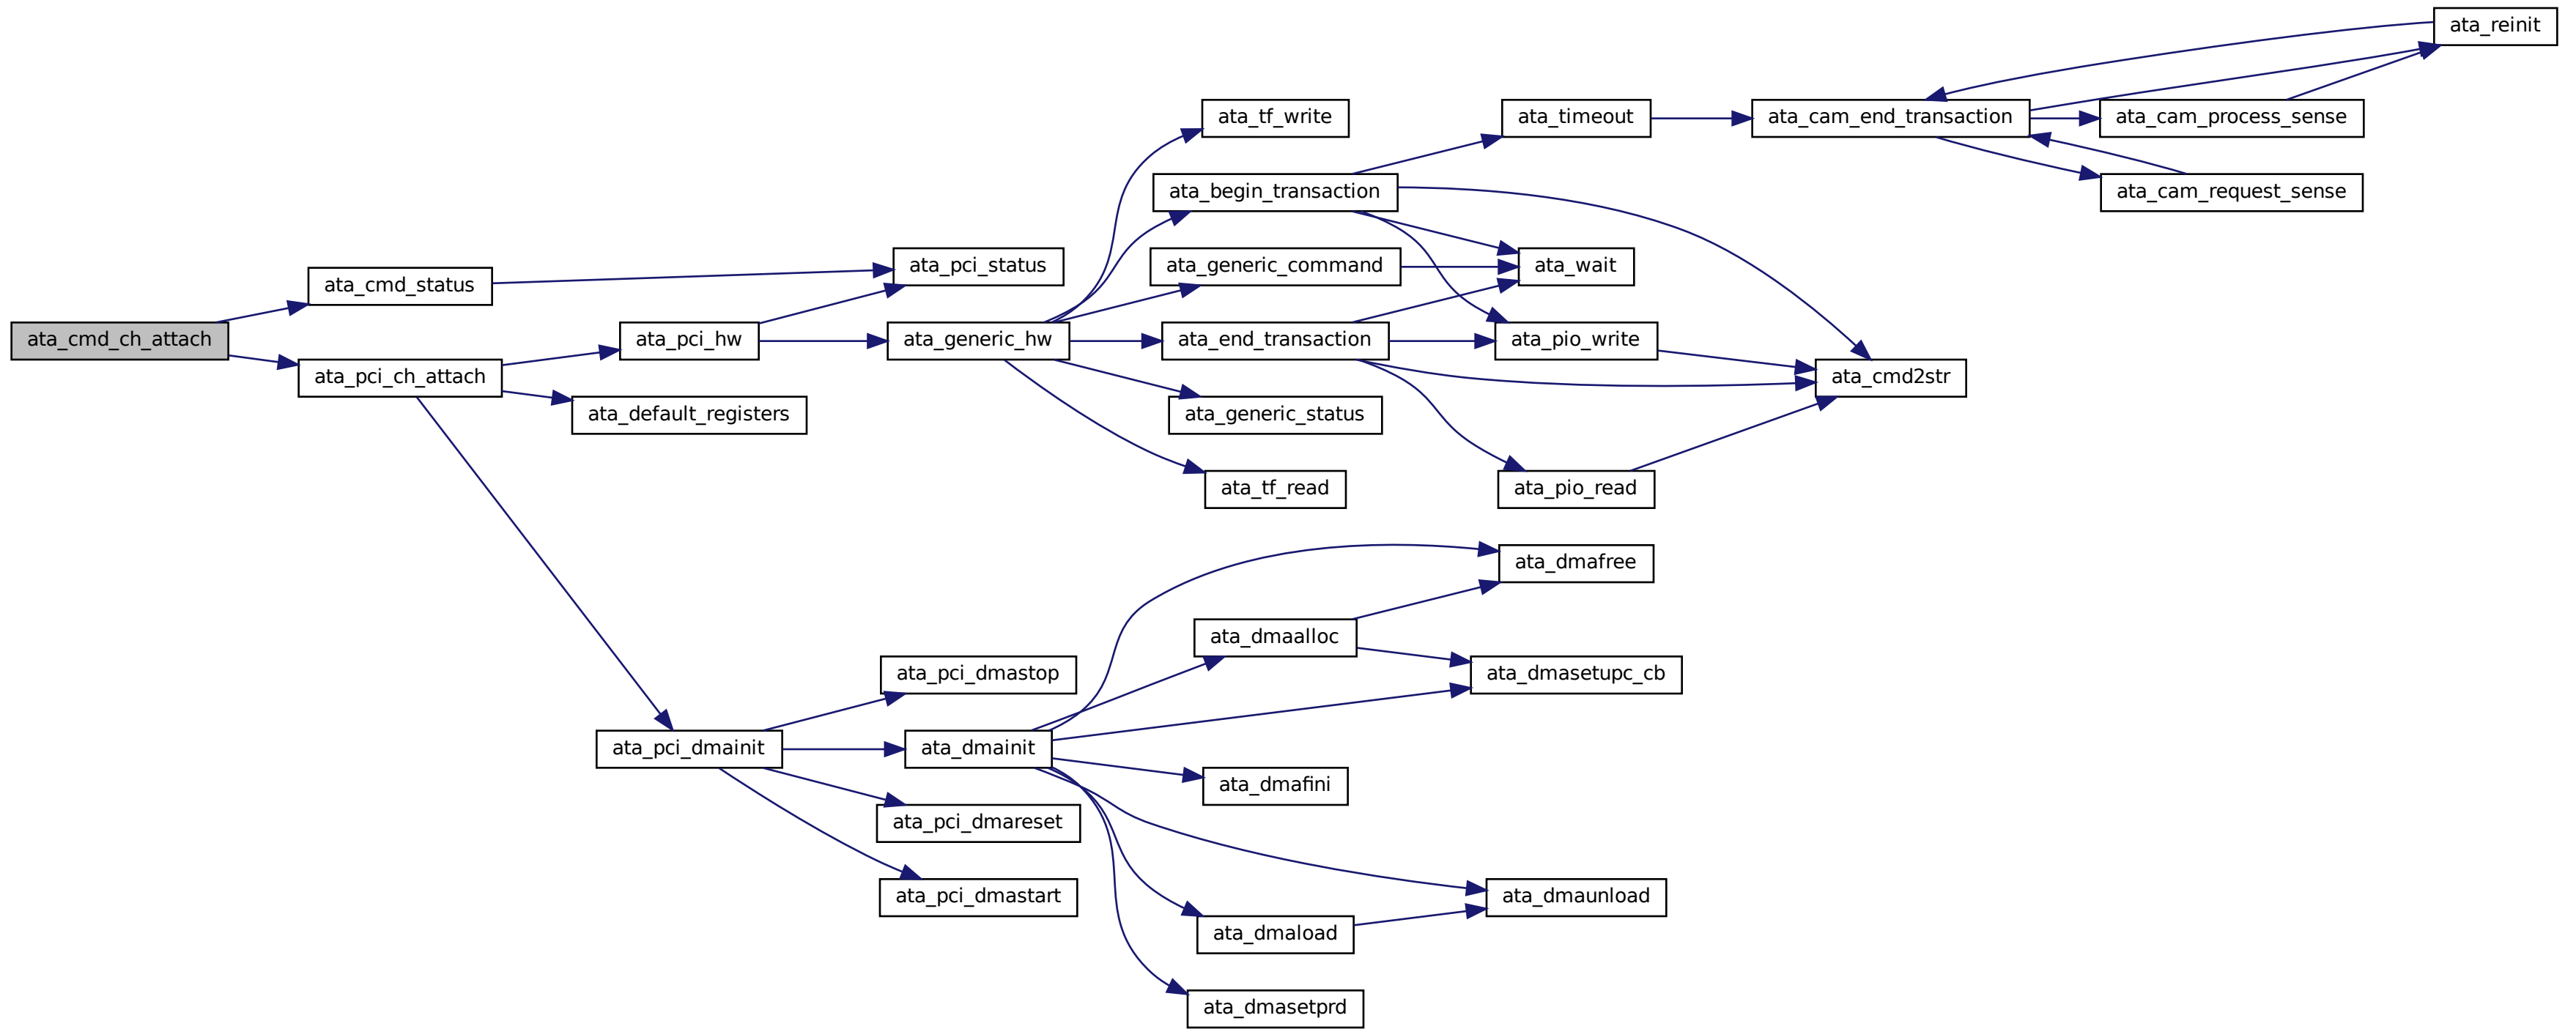 ata_reinit
ata_tf_write
ata_timeout
ata_cam_end_transaction
ata_cam_process_sense
ata_begin_transaction
ata_cam_request_sense
ata_cmd_status
ata_pci_status
ata_generic_command
ata_wait
ata_cmd_ch_attach
ata_pci_hw
ata_generic_hw
ata_end_transaction
ata_pio_write
ata_pci_ch_attach
ata_cmd2str
ata_default_registers
ata_generic_status
ata_tf_read
ata_pio_read
ata_dmafree
ata_dmaalloc
ata_pci_dmastop
ata_dmasetupc_cb
ata_pci_dmainit
ata_dmainit
ata_dmafini
ata_pci_dmareset
ata_pci_dmastart
ata_dmaunload
ata_dmaload
ata_dmasetprd